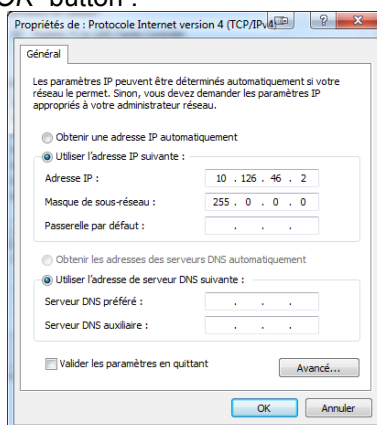 OK" button :
Propriétés de : Protocole Internet version 4 (TCP/IPv4)
Général
Les paramètres IP peuvent être déterminés automatiquement si votre
réseau le permet. Sinon, vous devez demander les paramètres IP
appropriés à votre administrateur réseau.
Obtenir une adresse IP automatiquement
Utiliser l'adresse IP suivante :
Adresse IP : 10 . 126 . 46 . 2
Masque de sous-réseau : 255 . 0 . 0 . 0
Passerelle par défaut : . . .
Obtenir les adresses des serveurs DNS automatiquement
Utiliser l'adresse de serveur DNS suivante :
Serveur DNS préféré : . . .
Serveur DNS auxiliaire : . . .
Valider les paramètres en quittant
Avancé...
OK Annuler